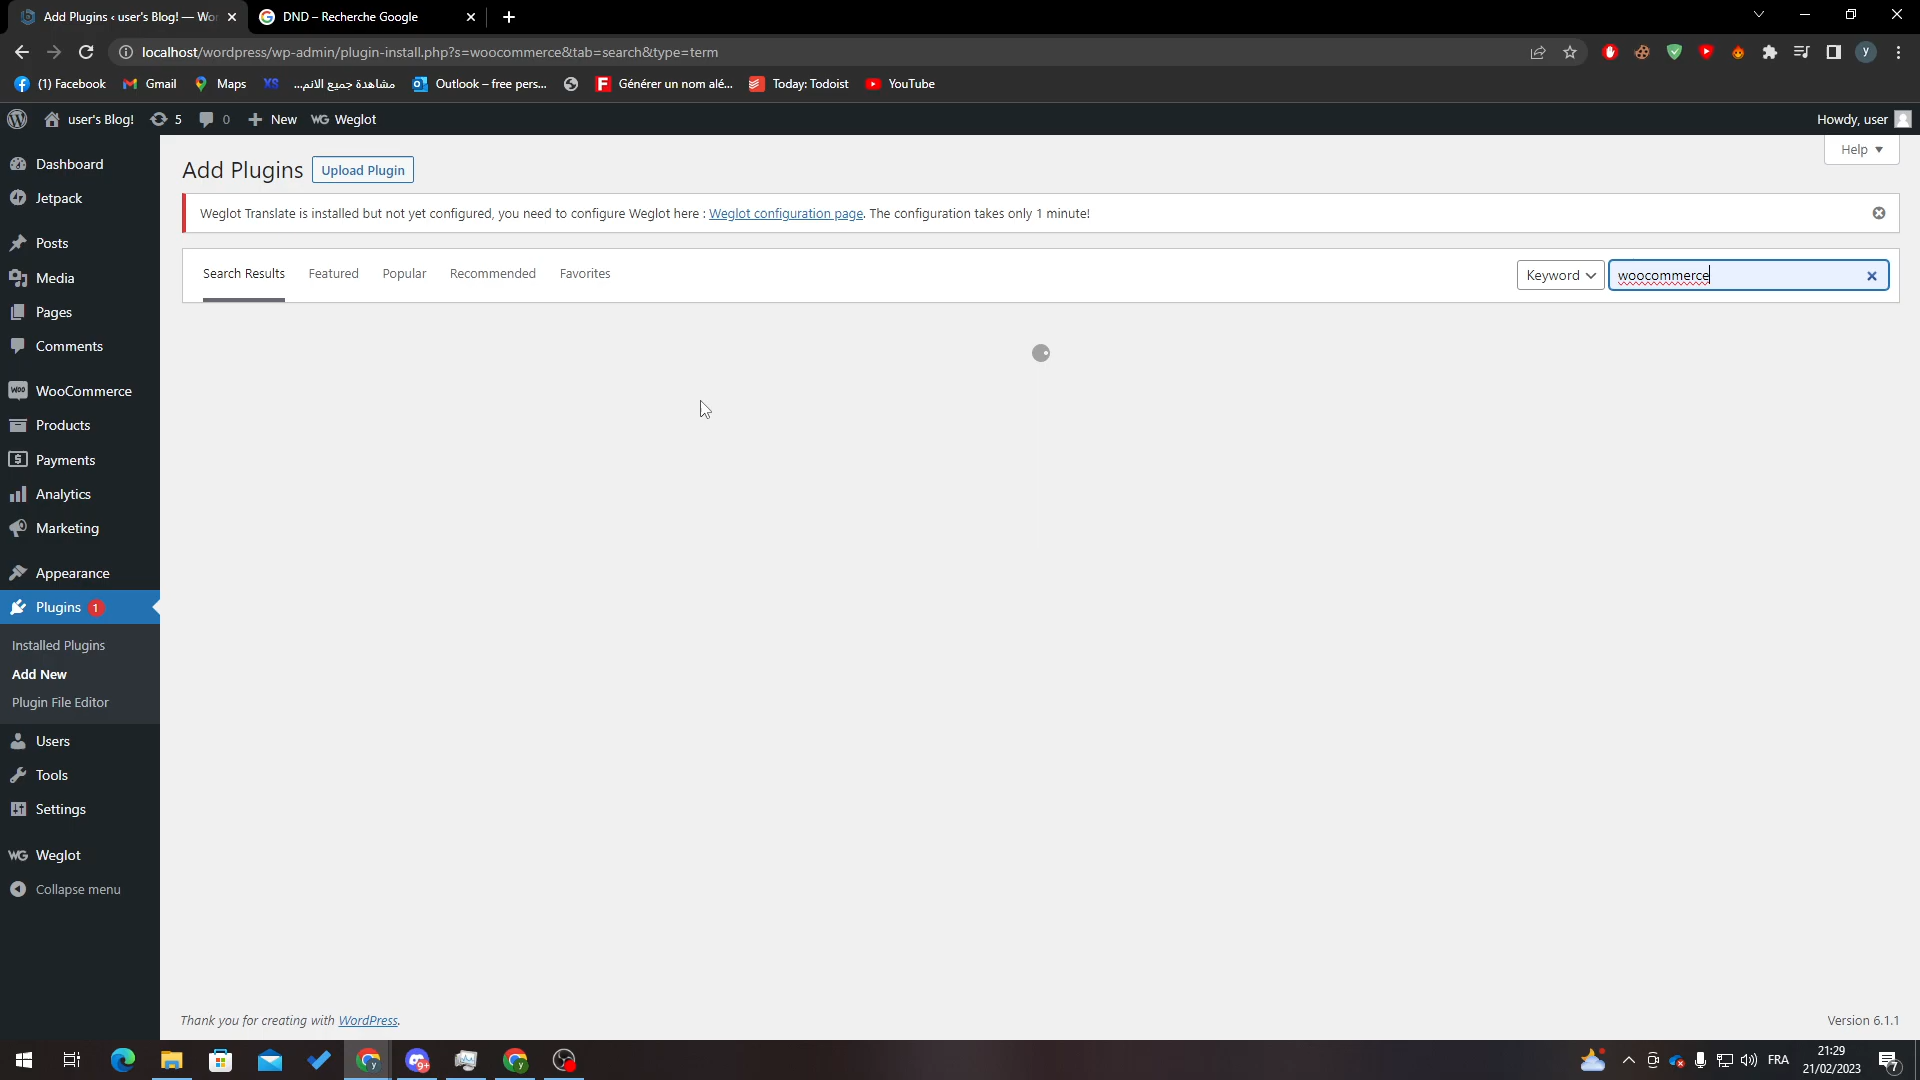 Add Plugins ‹ user's Blog! — Wor
DND – Recherche Google
localhost/wordpress/wp-admin/plugin-install.php?s=woocommerce&tab=search&type=term
(1) Facebook
Gmail
Maps
XS
مشاهدة جميع الانم...
Outlook – free pers...
Générer un nom alé...
Today: Todoist
YouTube
user's Blog!
5
0
New
WG Weglot
Howdy, user
Help
Dashboard
Jetpack
Posts
Media
Pages
Comments
WooCommerce
Products
Payments
Analytics
Marketing
Appearance
Plugins 1
Installed Plugins
Add New
Plugin File Editor
Users
Tools
Settings
WG Weglot
Collapse menu
Add Plugins
Upload Plugin
Weglot Translate is installed but not yet configured, you need to configure Weglot here : Weglot configuration page. The configuration takes only 1 minute!
Search Results
Featured
Popular
Recommended
Favorites
Keyword
woocommerce
Thank you for creating with WordPress.
Version 6.1.1
9+
FRA
21:29
21/02/2023
7